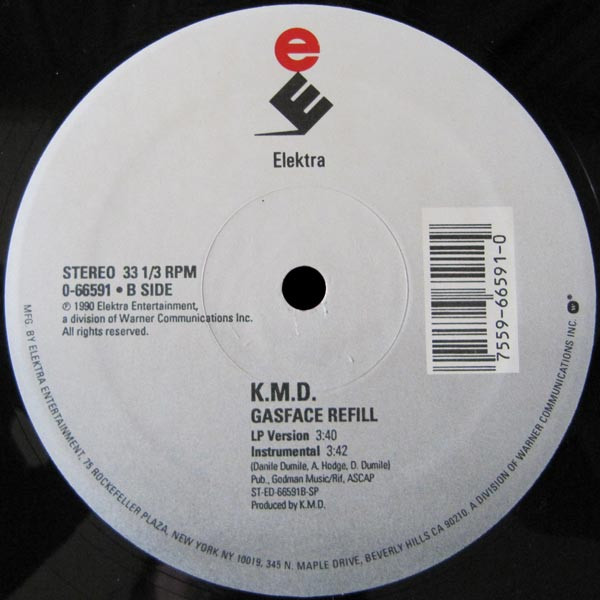 e
E
Elektra
STEREO 33 1/3 RPM
0-66591 • B SIDE
℗ 1990 Elektra Entertainment,
a division of Warner Communications Inc.
All rights reserved.
7559-66591-0
K.M.D.
GASFACE REFILL
LP Version 3:40
Instrumental 3:42
(Danile Dumile, A. Hodge, D. Dumile)
Pub., Godman Music/Rif, ASCAP
ST-ED-66591B-SP
Produced by K.M.D.
MFG. BY ELEKTRA ENTERTAINMENT, 75 ROCKEFELLER PLAZA, NEW YORK NY 10019, 345 N. MAPLE DRIVE, BEVERLY HILLS CA 90210. A DIVISION OF WARNER COMMUNICATIONS INC